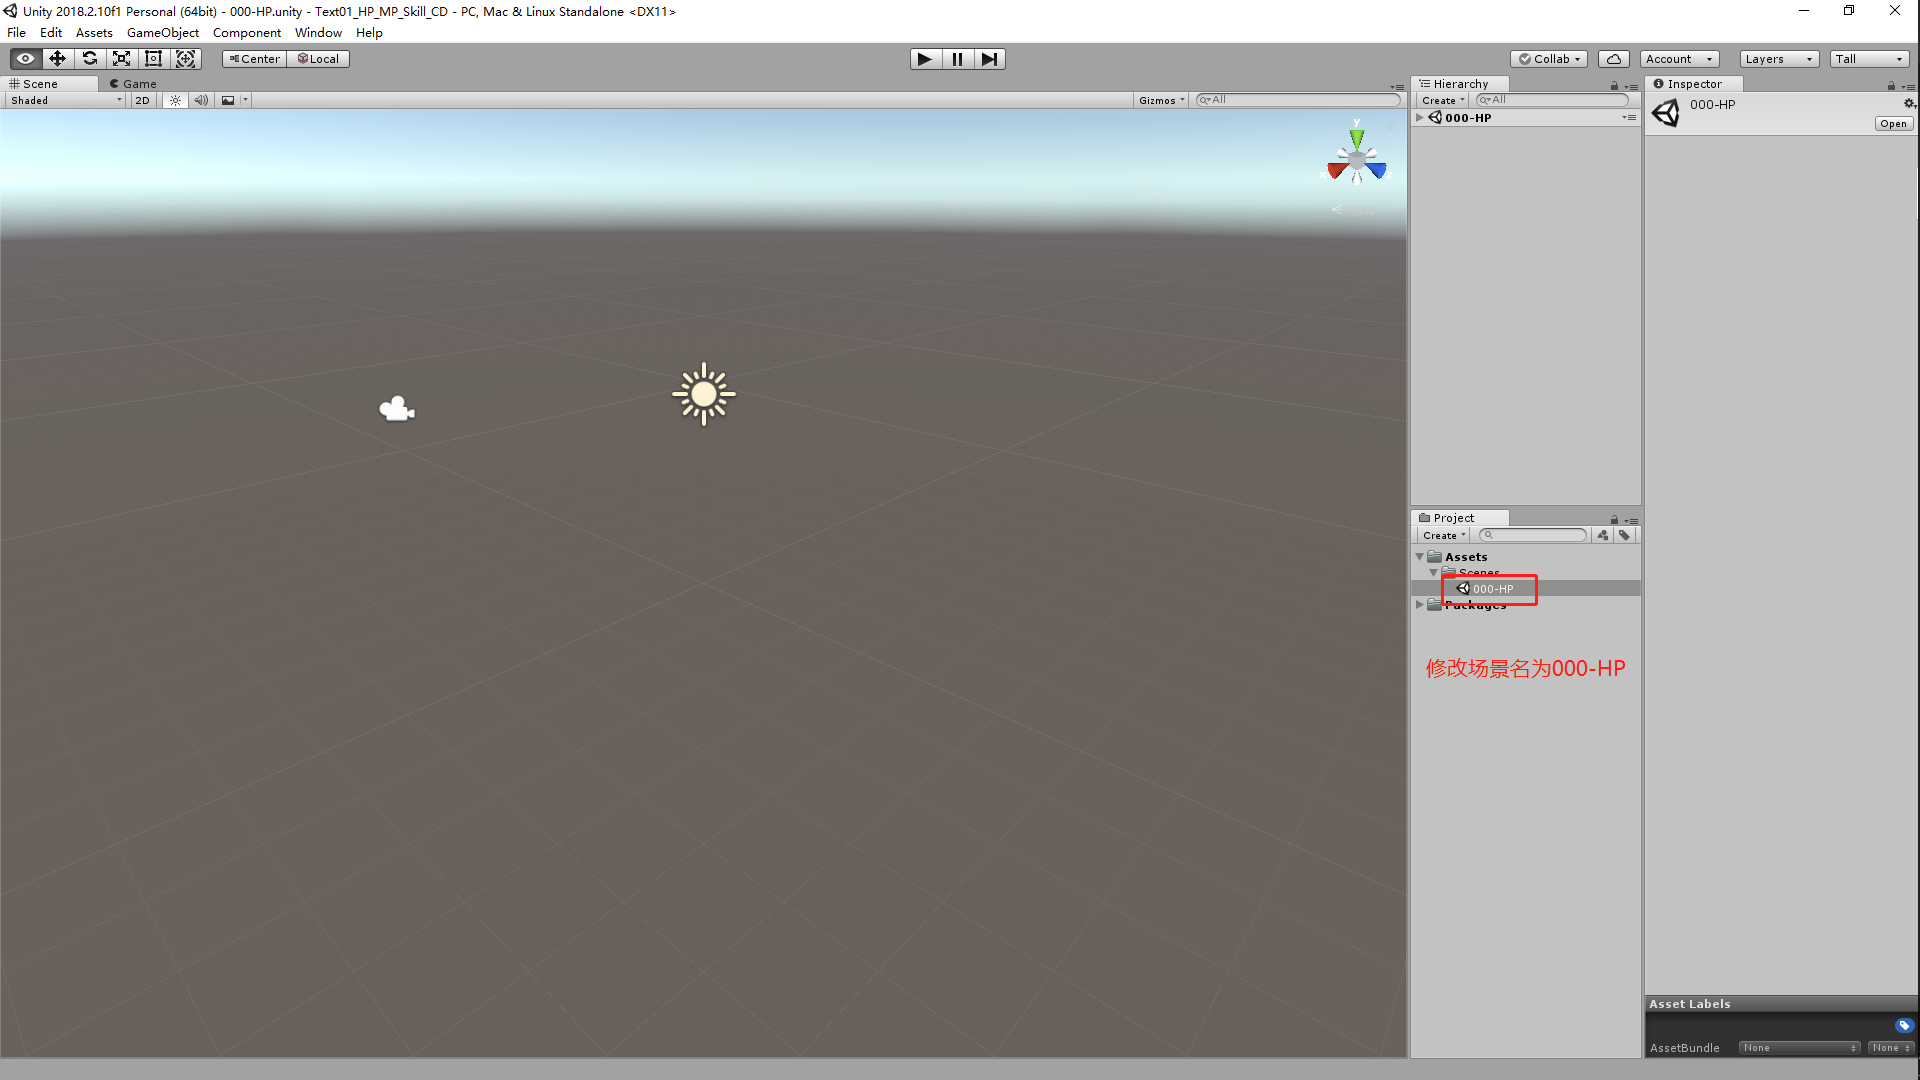 Unity 2018.2.10f1 Personal (64bit) - 000-HP.unity - Text01_HP_MP_Skill_CD - PC, Mac & Linux Standalone <DX11>
File Edit Assets GameObject Component Window Help
Center Local Collab Account Layers Tall
Scene Game Hierarchy Inspector
Shaded 2D Gizmos All Create All
000-HP
Open
000-HP
y
x z
Persp
Project
Create
Assets
Scenes
000-HP
Packages
修改场景名为000-HP
Asset Labels
AssetBundle None None